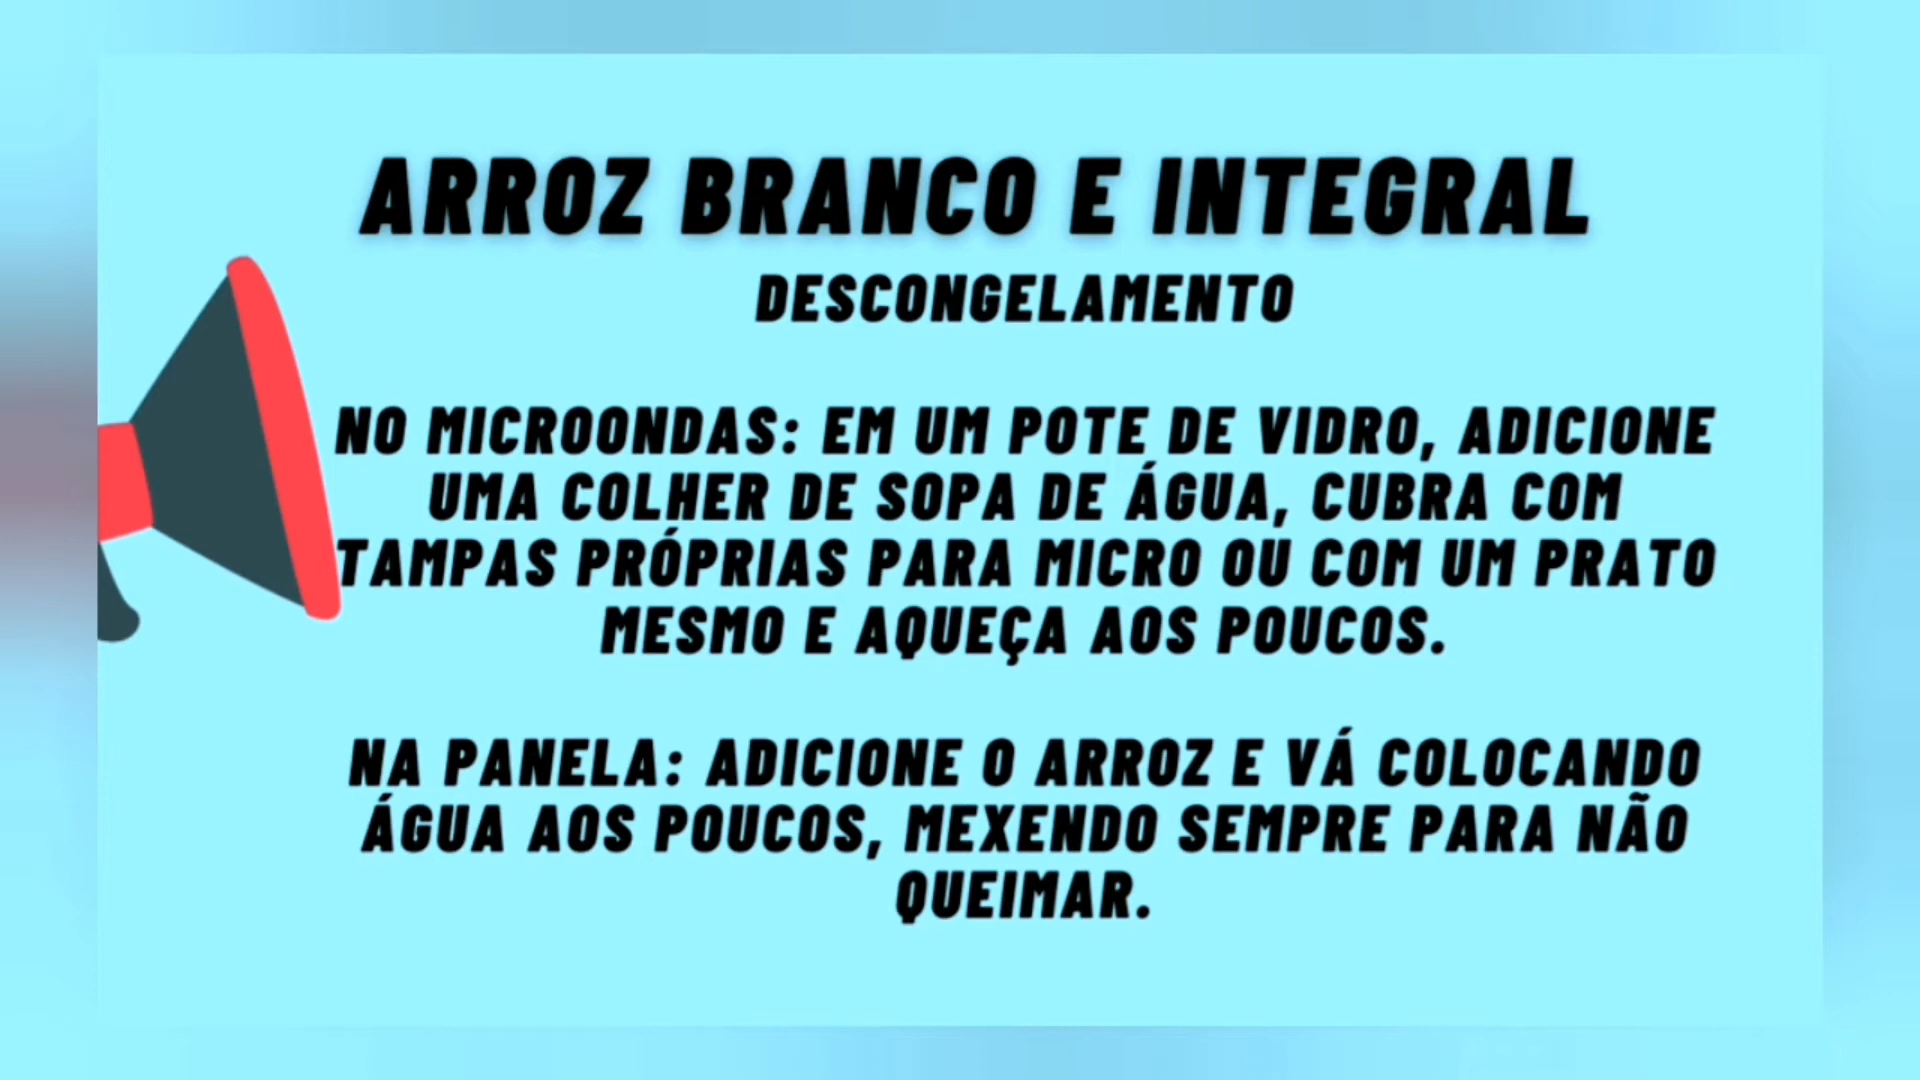 ARROZ BRANCO E INTEGRAL
DESCONGELAMENTO
NO MICROONDAS: EM UM POTE DE VIDRO, ADICIONE
UMA COLHER DE SOPA DE ÁGUA, CUBRA COM
TAMPAS PRÓPRIAS PARA MICRO OU COM UM PRATO
MESMO E AQUEÇA AOS POUCOS.
NA PANELA: ADICIONE O ARROZ E VÁ COLOCANDO
ÁGUA AOS POUCOS, MEXENDO SEMPRE PARA NÃO
QUEIMAR.